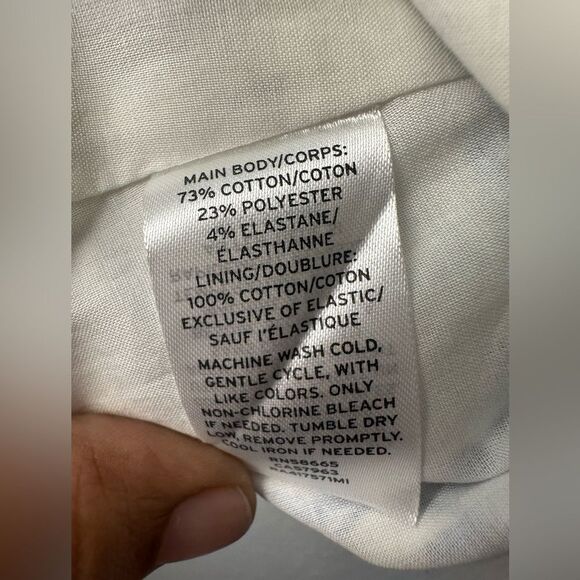 MAIN BODY/CORPS:
73% COTTON/COTON
23% POLYESTER
4% ELASTANE/
ÉLASTHANNE
LINING/DOUBLURE:
100% COTTON/COTON
EXCLUSIVE OF ELASTIC/
SAUF l'ÉLASTIQUE
MACHINE WASH COLD,
GENTLE CYCLE, WITH
LIKE COLORS. ONLY
NON-CHLORINE BLEACH
IF NEEDED. TUMBLE DRY
LOW, REMOVE PROMPTLY.
COOL IRON IF NEEDED.
RN58665
CA57963